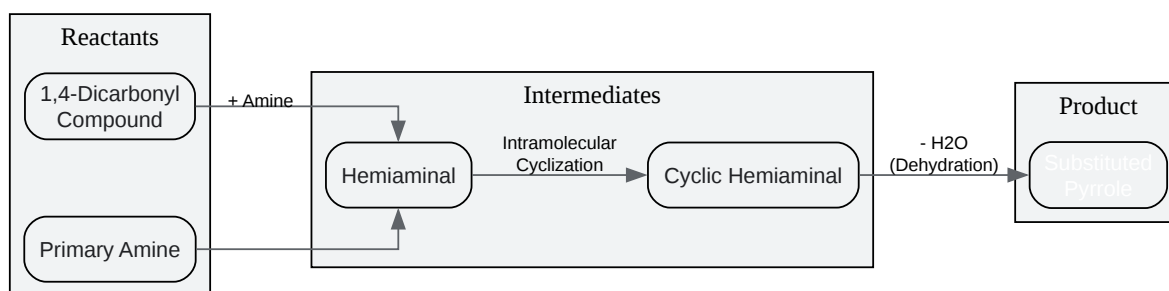 Reactants
1,4-Dicarbonyl
Compound
Primary Amine
+ Amine
Intermediates
Hemiaminal
Intramolecular
Cyclization
Cyclic Hemiaminal
- H2O
(Dehydration)
Product
Substituted
Pyrrole